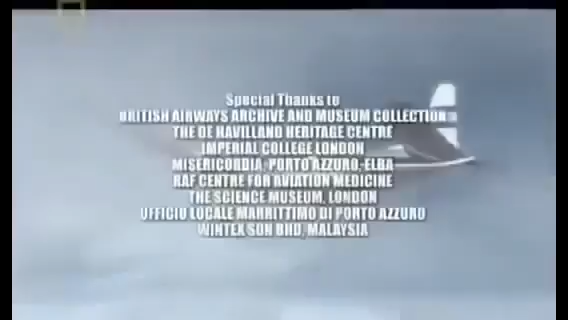 Special Thanks to
BRITISH AIRWAYS ARCHIVE AND MUSEUM COLLECTION
THE DE HAVILLAND HERITAGE CENTRE
IMPERIAL COLLEGE LONDON
MISERICORDIA, PORTO AZZURO, ELBA
RAF CENTRE FOR AVIATION MEDICINE
THE SCIENCE MUSEUM, LONDON
UFFICIU LOCALE MARRITTIMO DI PORTO AZZURO
WINTEX SDN BHD, MALAYSIA